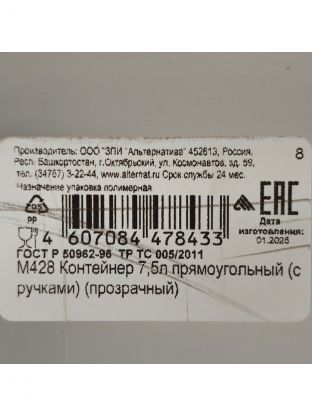 Производитель: ООО "ЗПИ "Альтернатива" 452613, Россия,
Респ. Башкортостан, г.Октябрьский, ул. Космонавтов, зд. 59,
тел. (34767) 3-22-44, www.alternat.ru Срок службы 24 мес.
Назначение упаковка полимерная
8
95
PP
EAC
Дата
изготовления:
01.2025
4 607084 478433
ГОСТ Р 50962-96 ТР ТС 005/2011
М428 Контейнер 7,5л прямоугольный (с
ручками) (прозрачный)